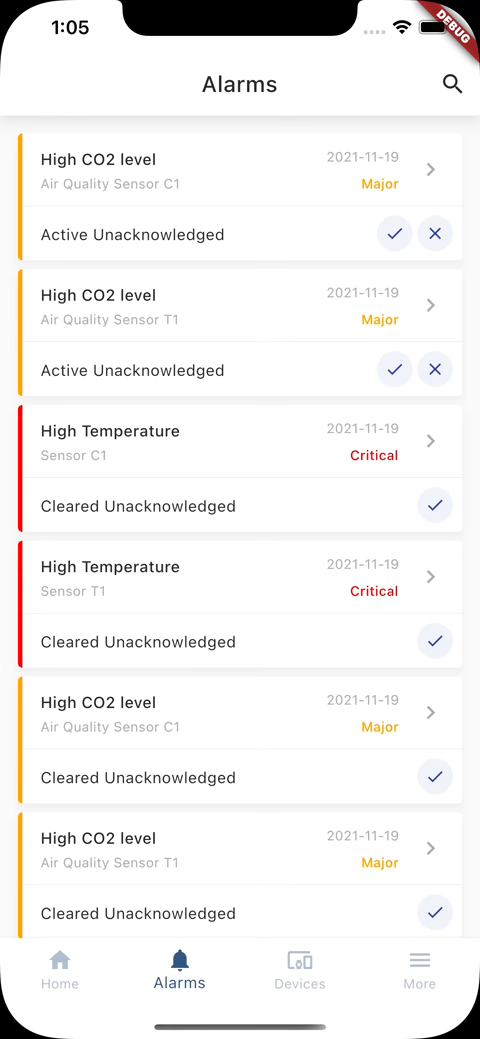 1:05
DEBUG
Alarms
High CO2 level
2021-11-19
Air Quality Sensor C1
Major
Active Unacknowledged
High CO2 level
2021-11-19
Air Quality Sensor T1
Major
Active Unacknowledged
High Temperature
2021-11-19
Sensor C1
Critical
Cleared Unacknowledged
High Temperature
2021-11-19
Sensor T1
Critical
Cleared Unacknowledged
High CO2 level
2021-11-19
Air Quality Sensor C1
Major
Cleared Unacknowledged
High CO2 level
2021-11-19
Air Quality Sensor T1
Major
Cleared Unacknowledged
Home
Alarms
Devices
More